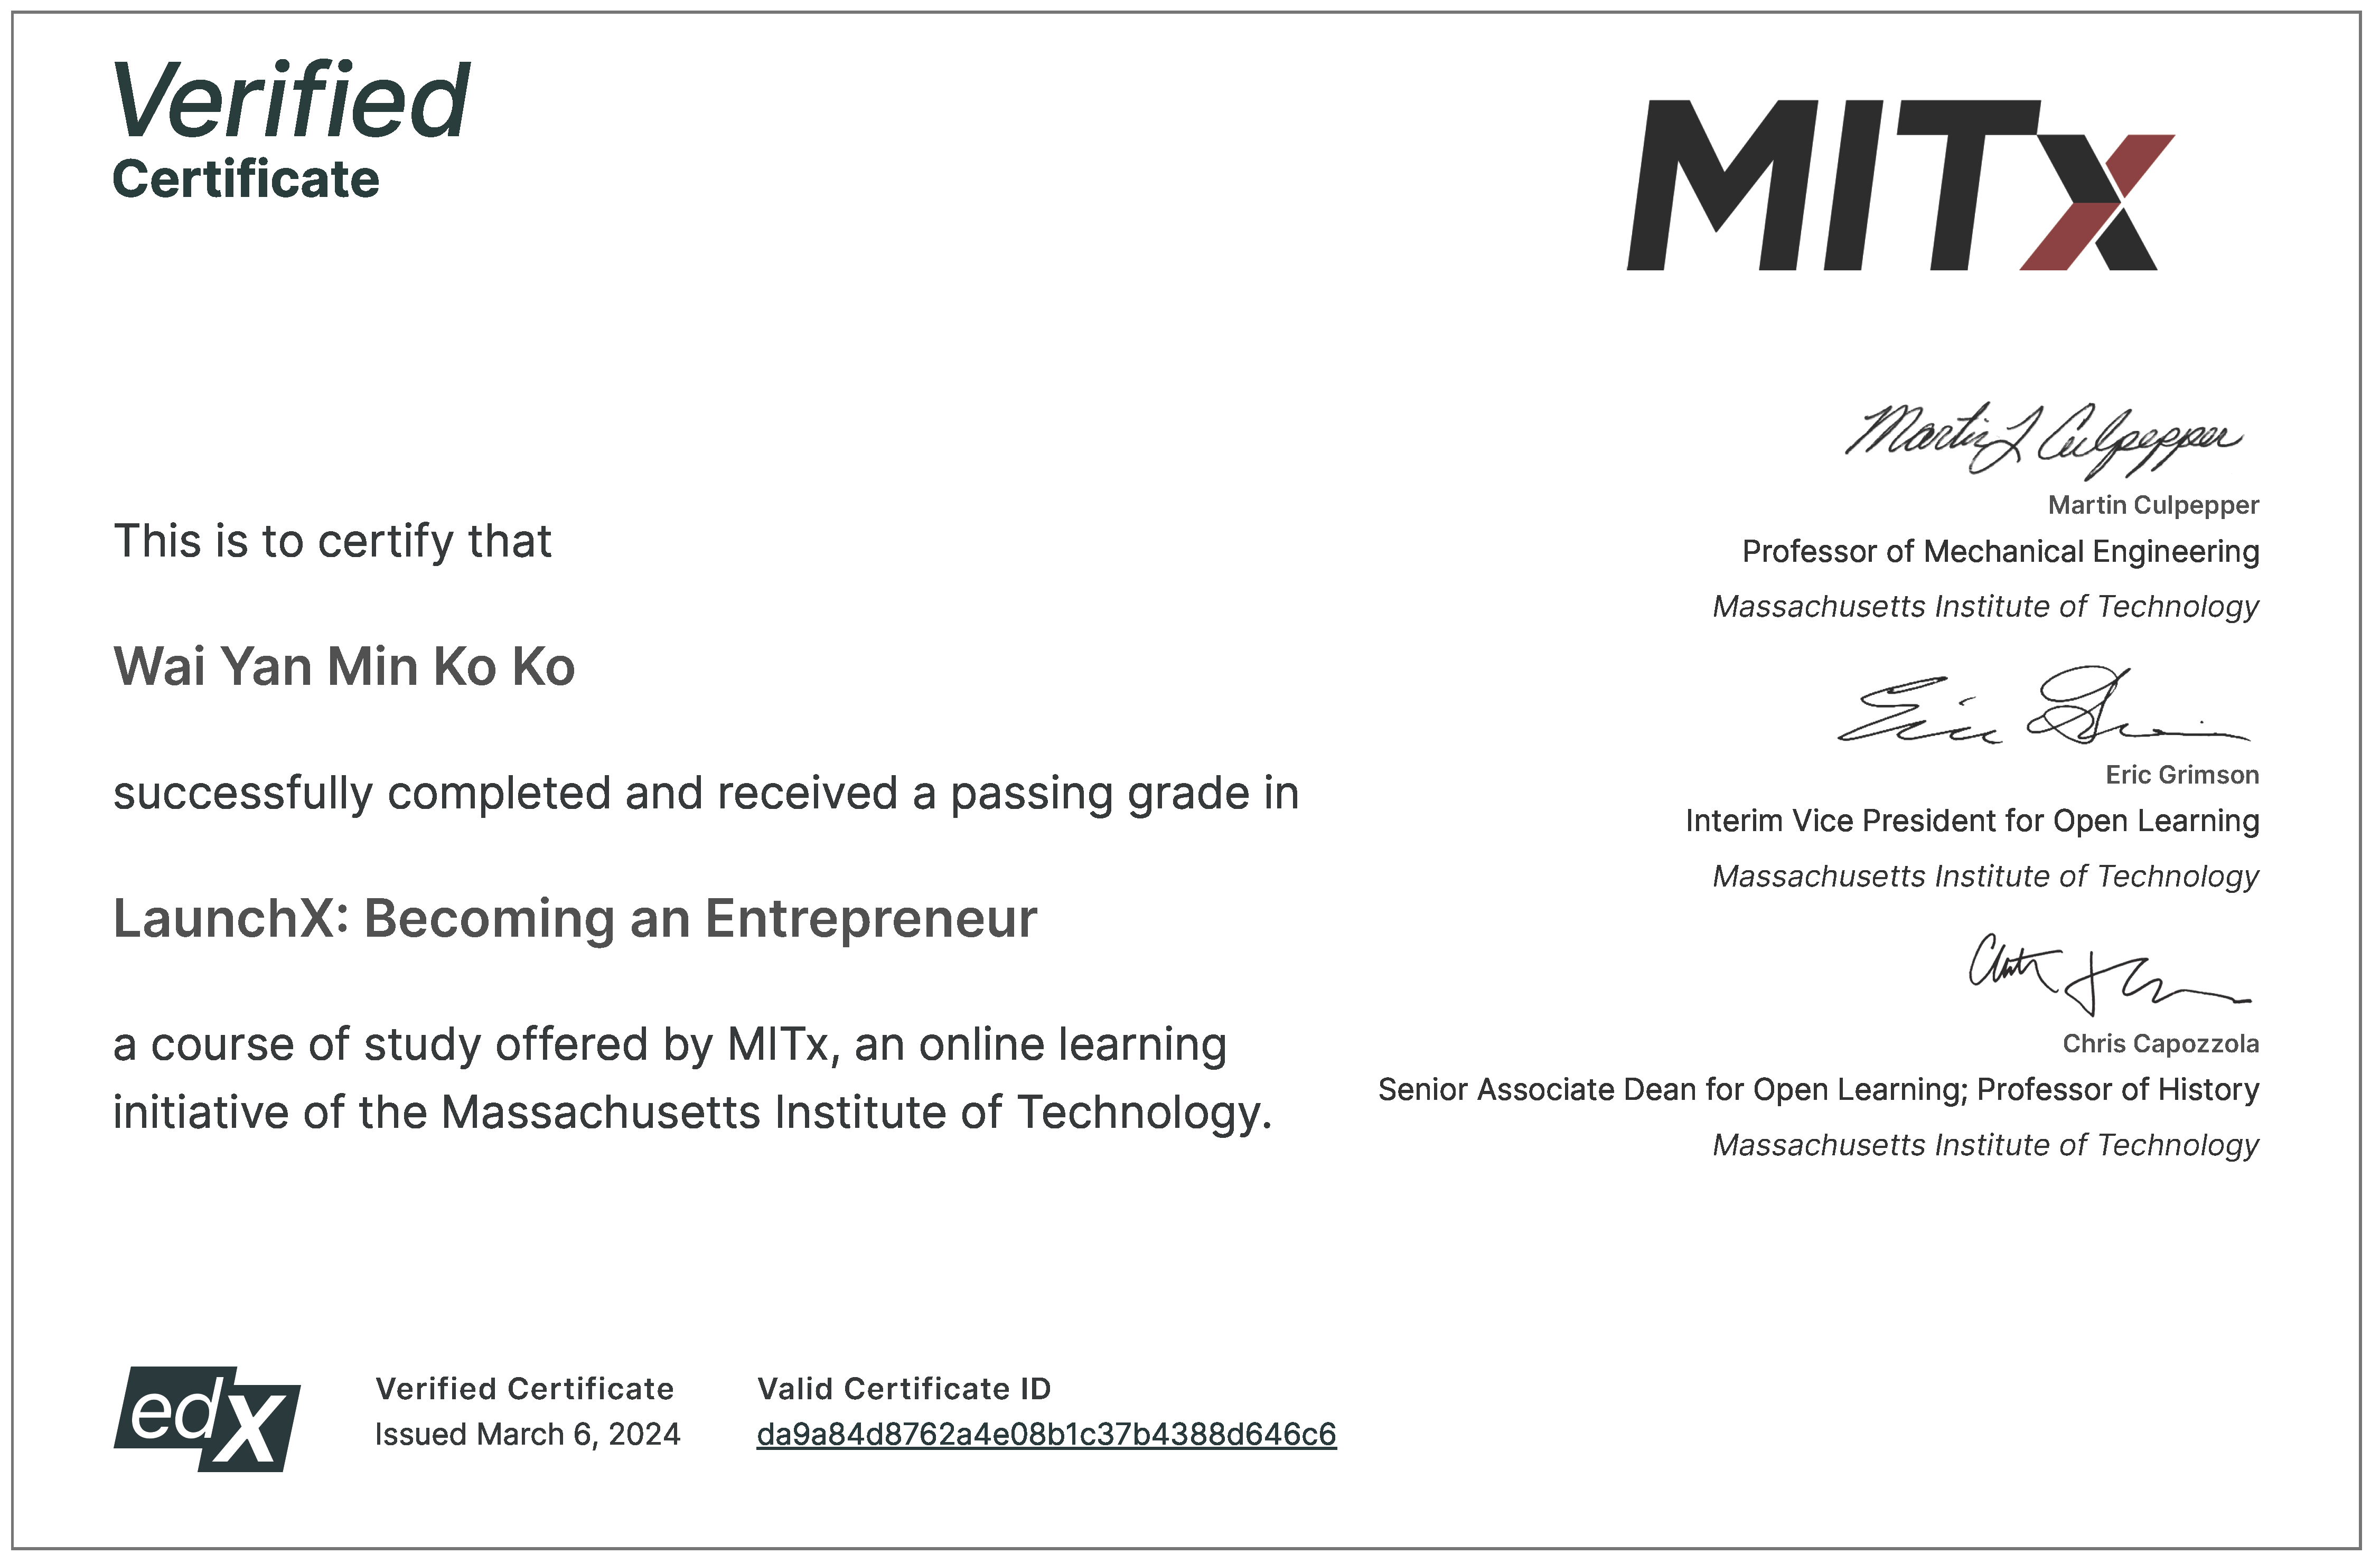 Verified
Certificate
MITx
This is to certify that
Wai Yan Min Ko Ko
successfully completed and received a passing grade in
LaunchX: Becoming an Entrepreneur
a course of study offered by MITx, an online learning
initiative of the Massachusetts Institute of Technology.
Martin L Culpepper
Martin Culpepper
Professor of Mechanical Engineering
Massachusetts Institute of Technology
Eric Grimson
Interim Vice President for Open Learning
Massachusetts Institute of Technology
Chris Capozzola
Senior Associate Dean for Open Learning; Professor of History
Massachusetts Institute of Technology
edX
Verified Certificate
Issued March 6, 2024
Valid Certificate ID
da9a84d8762a4e08b1c37b4388d646c6